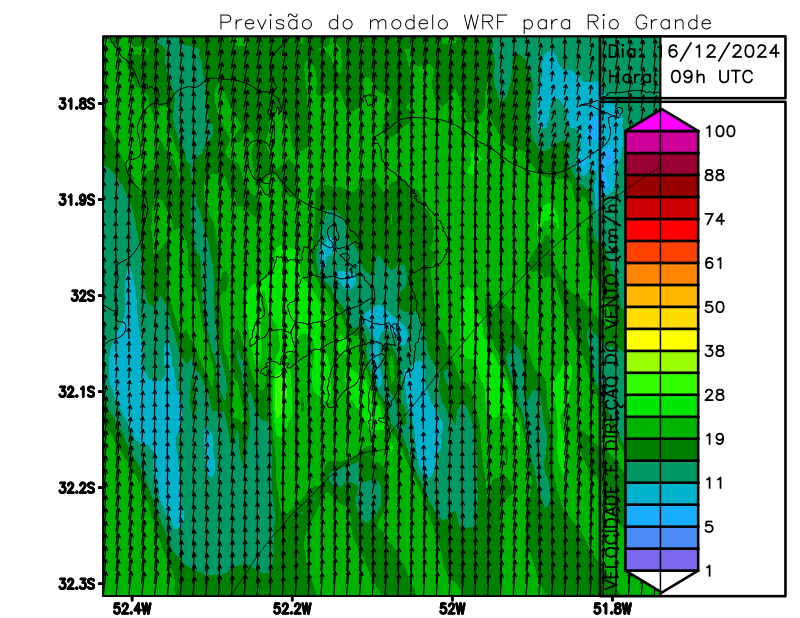 Previsão do modelo WRF para Rio Grande
Dia: 16/12/2024
Hora: 09h UTC
31.8S
31.9S
32S
32.1S
32.2S
32.3S
52.4W
52.2W
52W
51.8W
VELOCIDADE E DIREÇÃO DO VENTO (km/h)
100
88
74
61
50
38
28
19
11
5
1